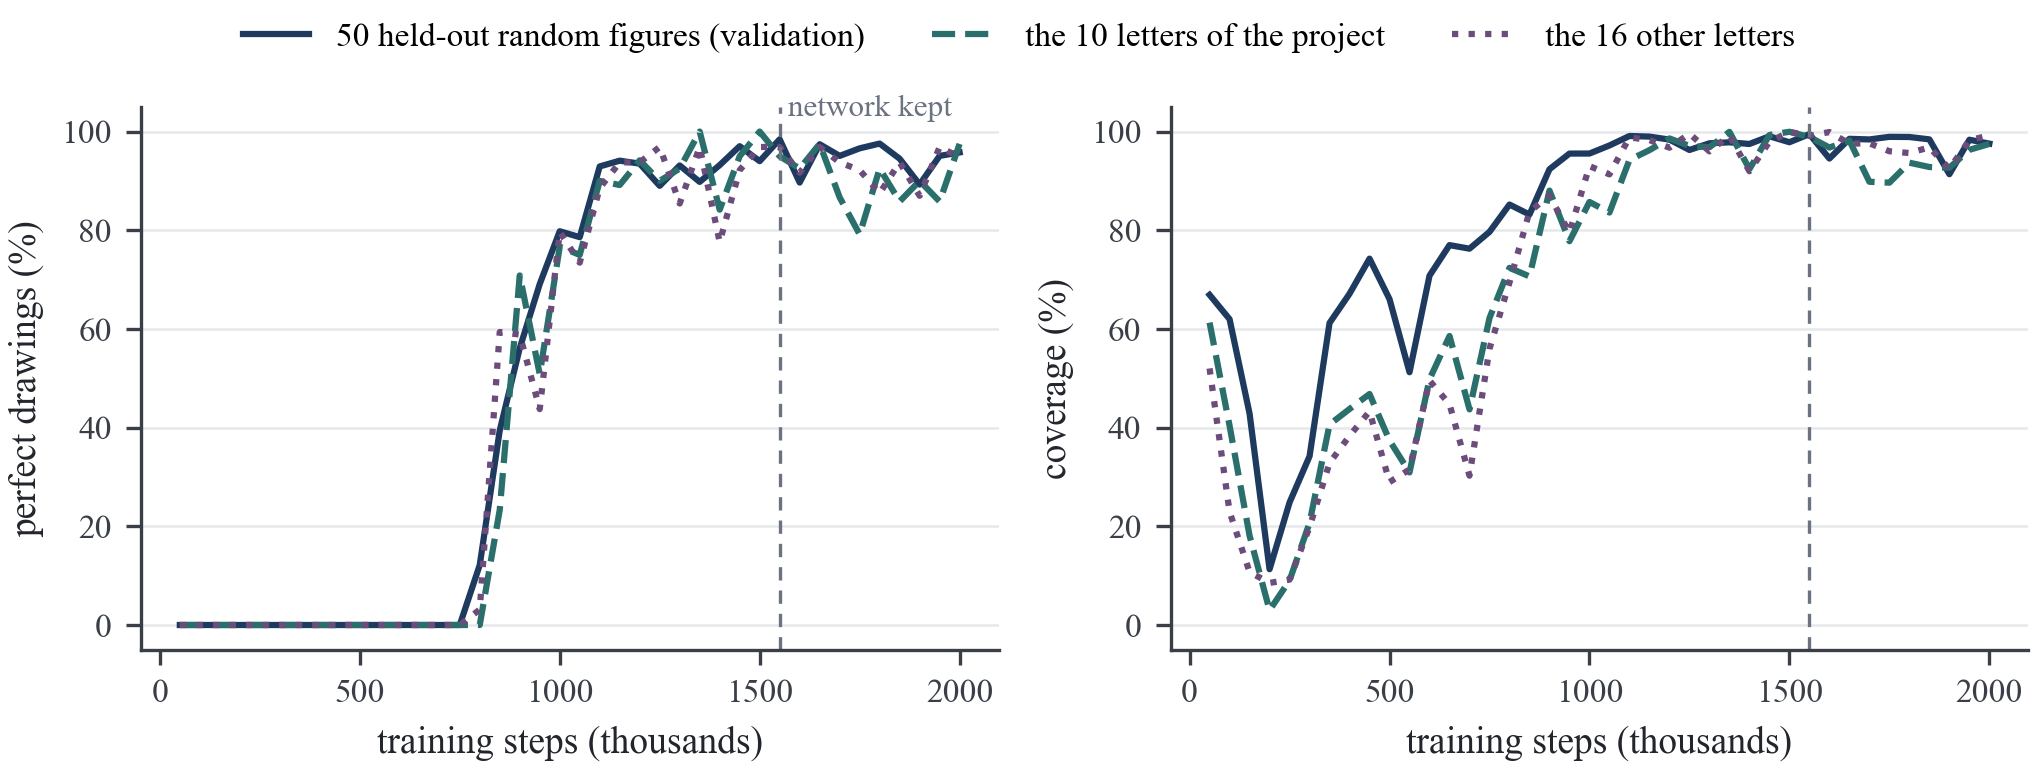 50 held-out random figures (validation) the 10 letters of the project the 16 other letters
network kept
perfect drawings (%)
100
80
60
40
20
0
0 500 1000 1500 2000
training steps (thousands)
coverage (%)
100
80
60
40
20
0
0 500 1000 1500 2000
training steps (thousands)